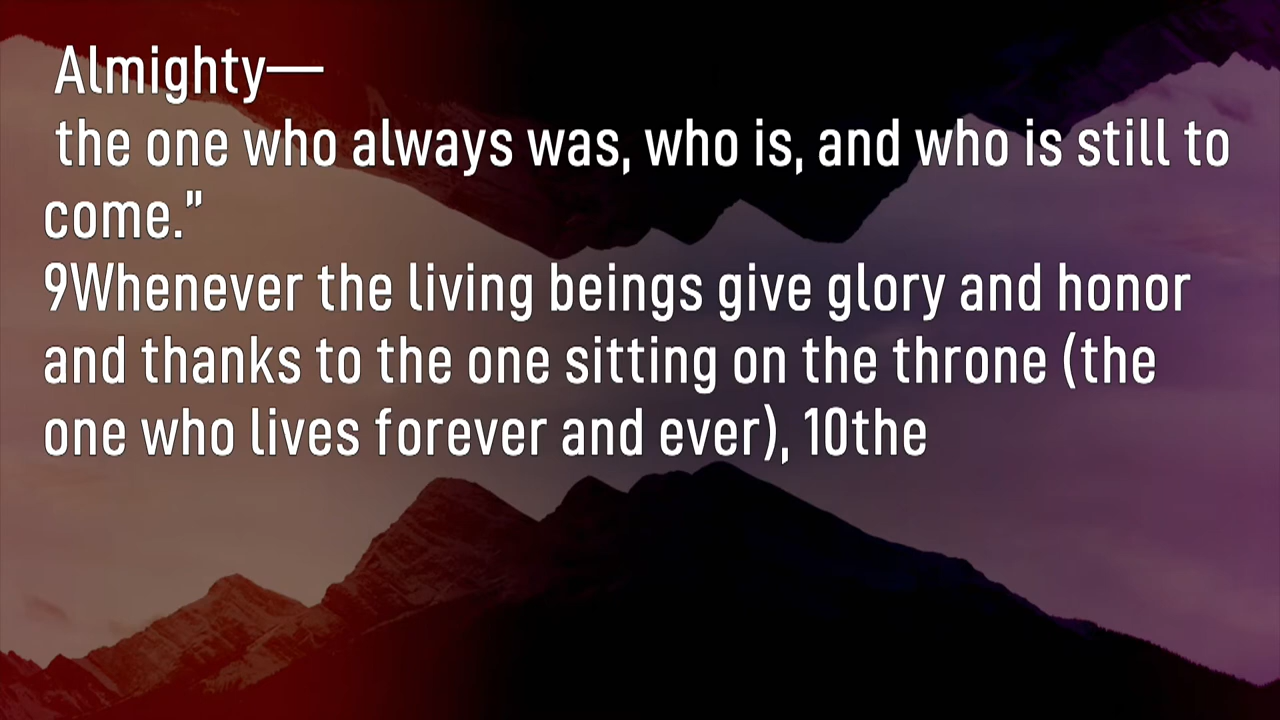 Almighty—
the one who always was, who is, and who is still to
come.”
9Whenever the living beings give glory and honor
and thanks to the one sitting on the throne (the
one who lives forever and ever), 10the